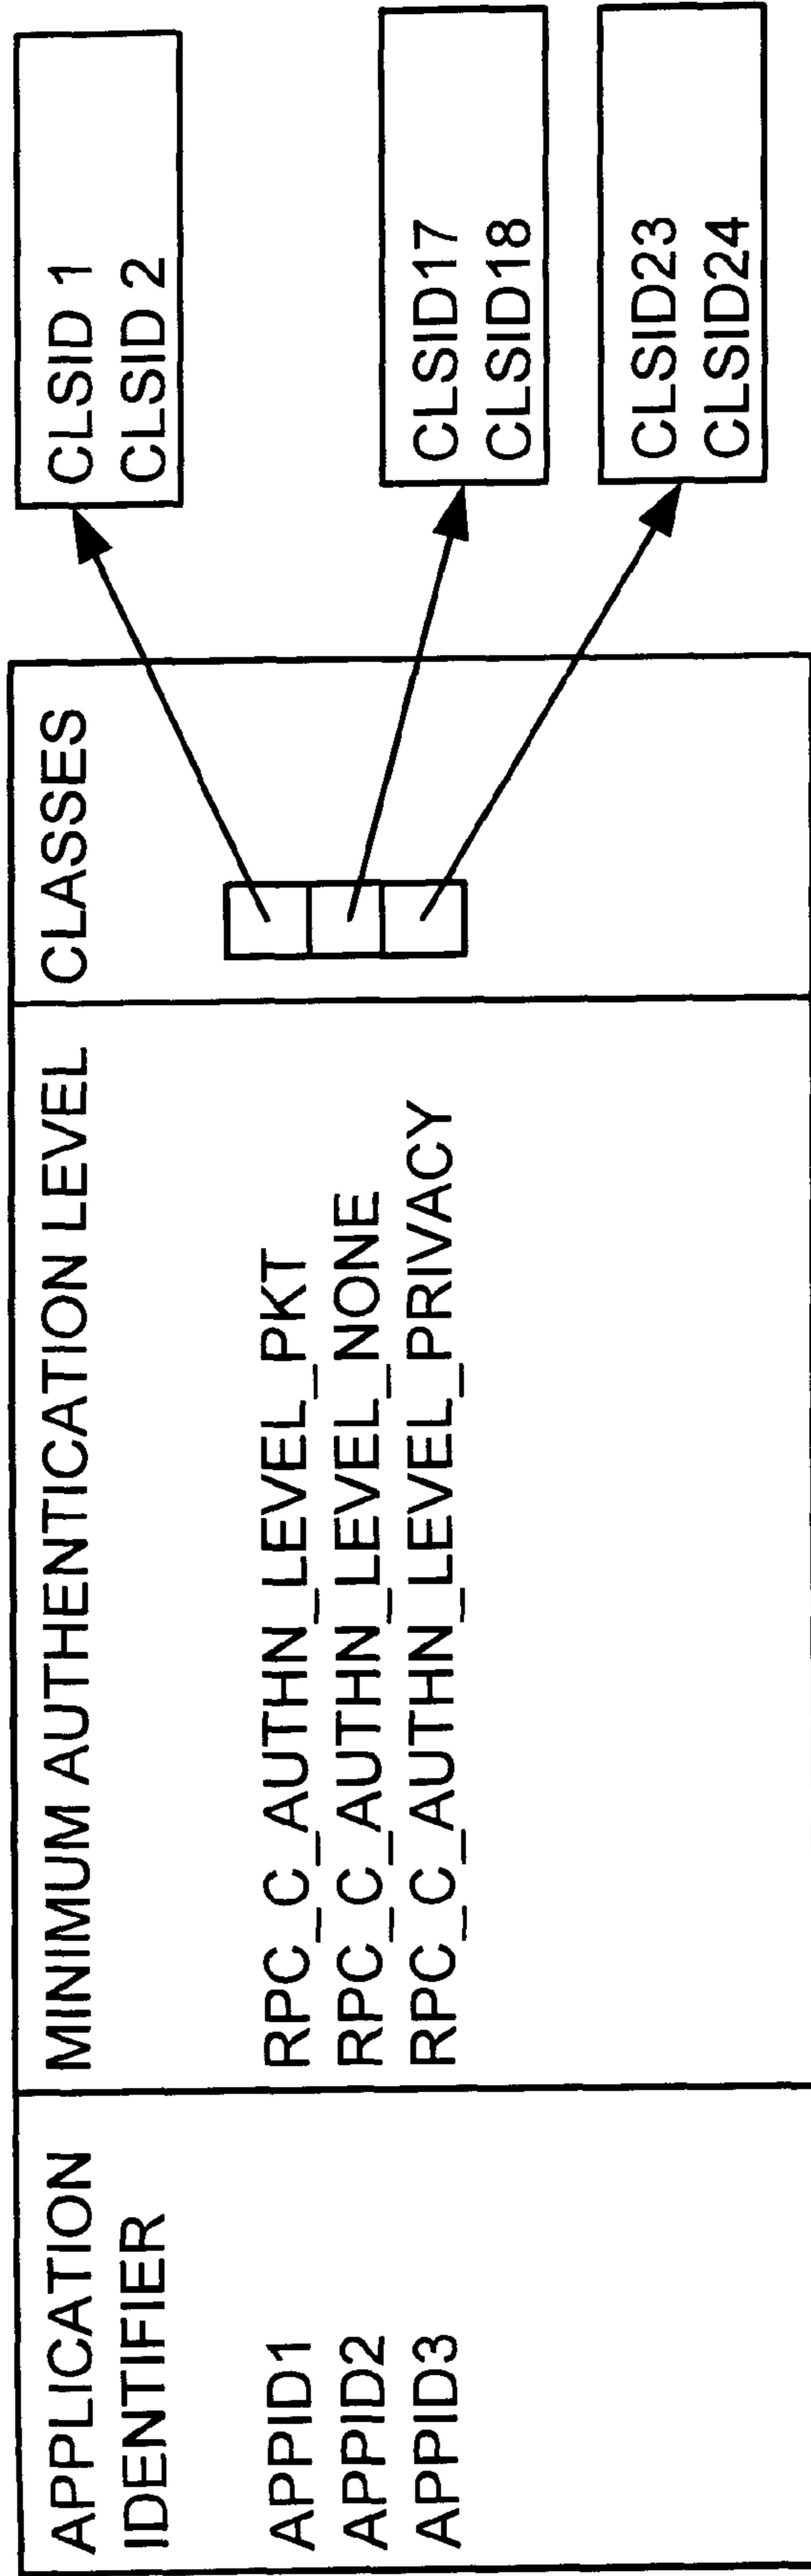 APPLICATION IDENTIFIER
MINIMUM AUTHENTICATION LEVEL
CLASSES
APPID1 RPC_C_AUTHN_LEVEL_PKT
APPID2 RPC_C_AUTHN_LEVEL_NONE
APPID3 RPC_C_AUTHN_LEVEL_PRIVACY
CLSID 1
CLSID 2
CLSID17
CLSID18
CLSID23
CLSID24